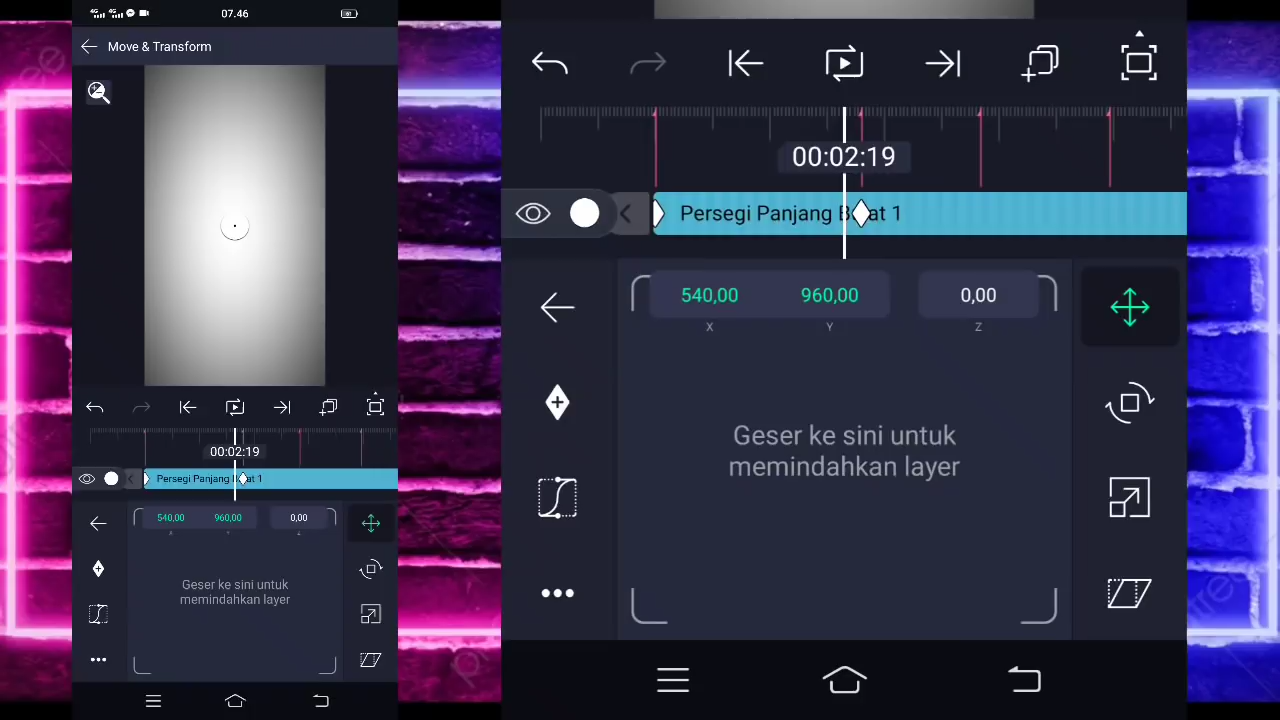 07.46
Move & Transform
00:02:19
Persegi Panjang B at 1
540,00 960,00 0,00
X Y Z
Geser ke sini untuk
memindahkan layer
00:02:19
Persegi Panjang B at 1
540,00 960,00 0,00
X Y Z
Geser ke sini untuk
memindahkan layer